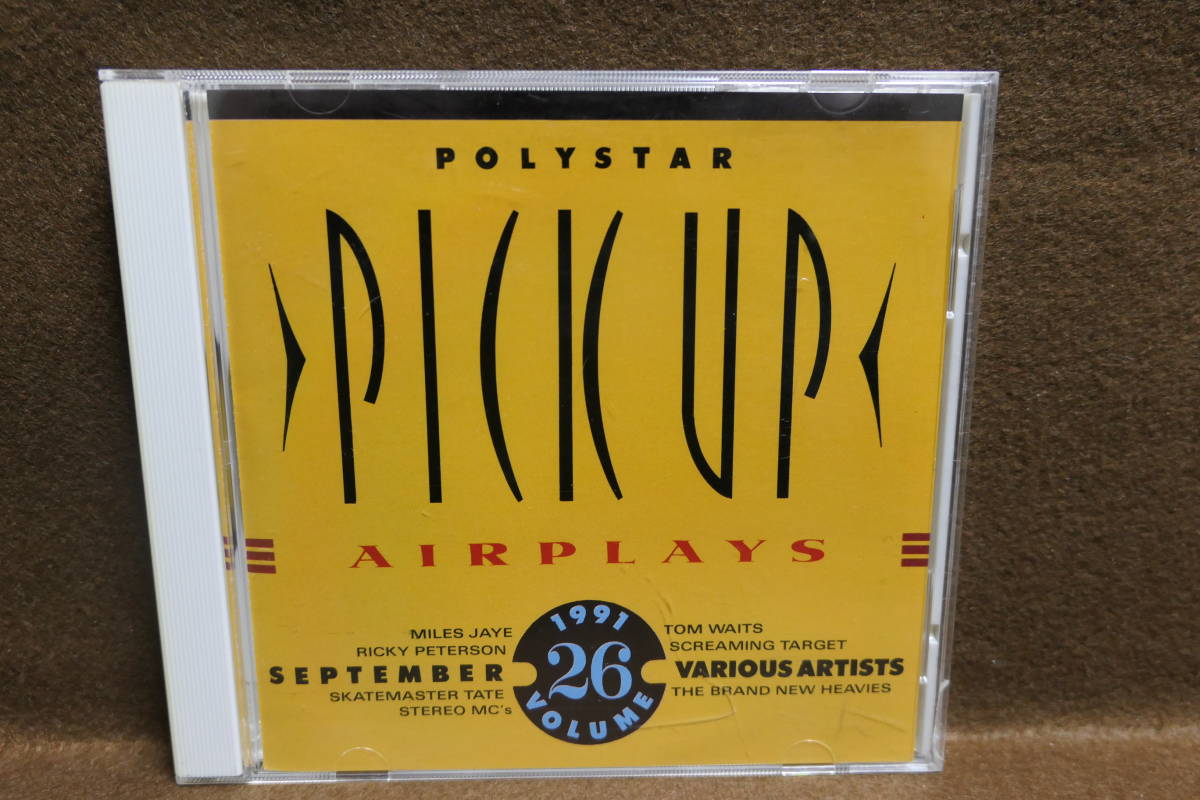 POLYSTAR
PICK UP
AIRPLAYS
MILES JAYE
RICKY PETERSON
SEPTEMBER
SKATEMASTER TATE
STEREO MC's
1991
26
VOLUME
TOM WAITS
SCREAMING TARGET
VARIOUS ARTISTS
THE BRAND NEW HEAVIES